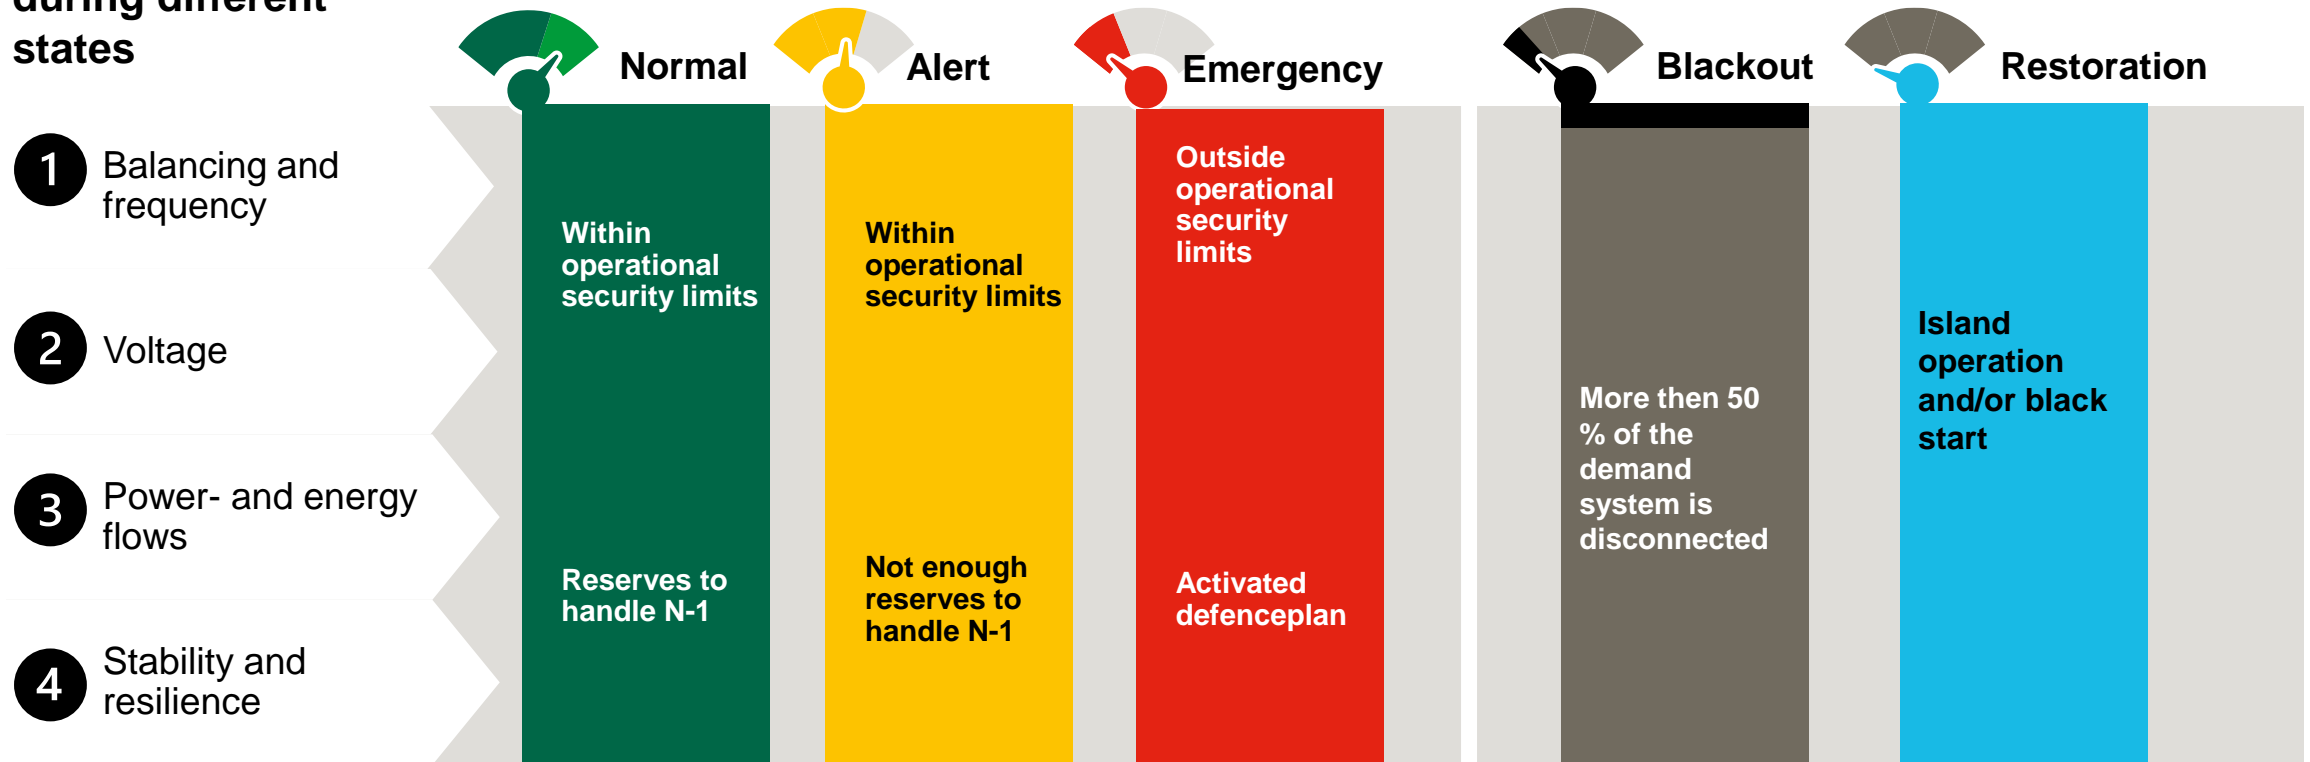 during different
states
Normal
Alert
Emergency
Blackout
Restoration
1
Balancing and
frequency
2
Voltage
3
Power- and energy
flows
4
Stability and
resilience
Within
operational
security limits
Reserves to
handle N-1
Within
operational
security limits
Not enough
reserves to
handle N-1
Outside
operational
security
limits
Activated
defenceplan
More then 50
% of the
demand
system is
disconnected
Island
operation
and/or black
start